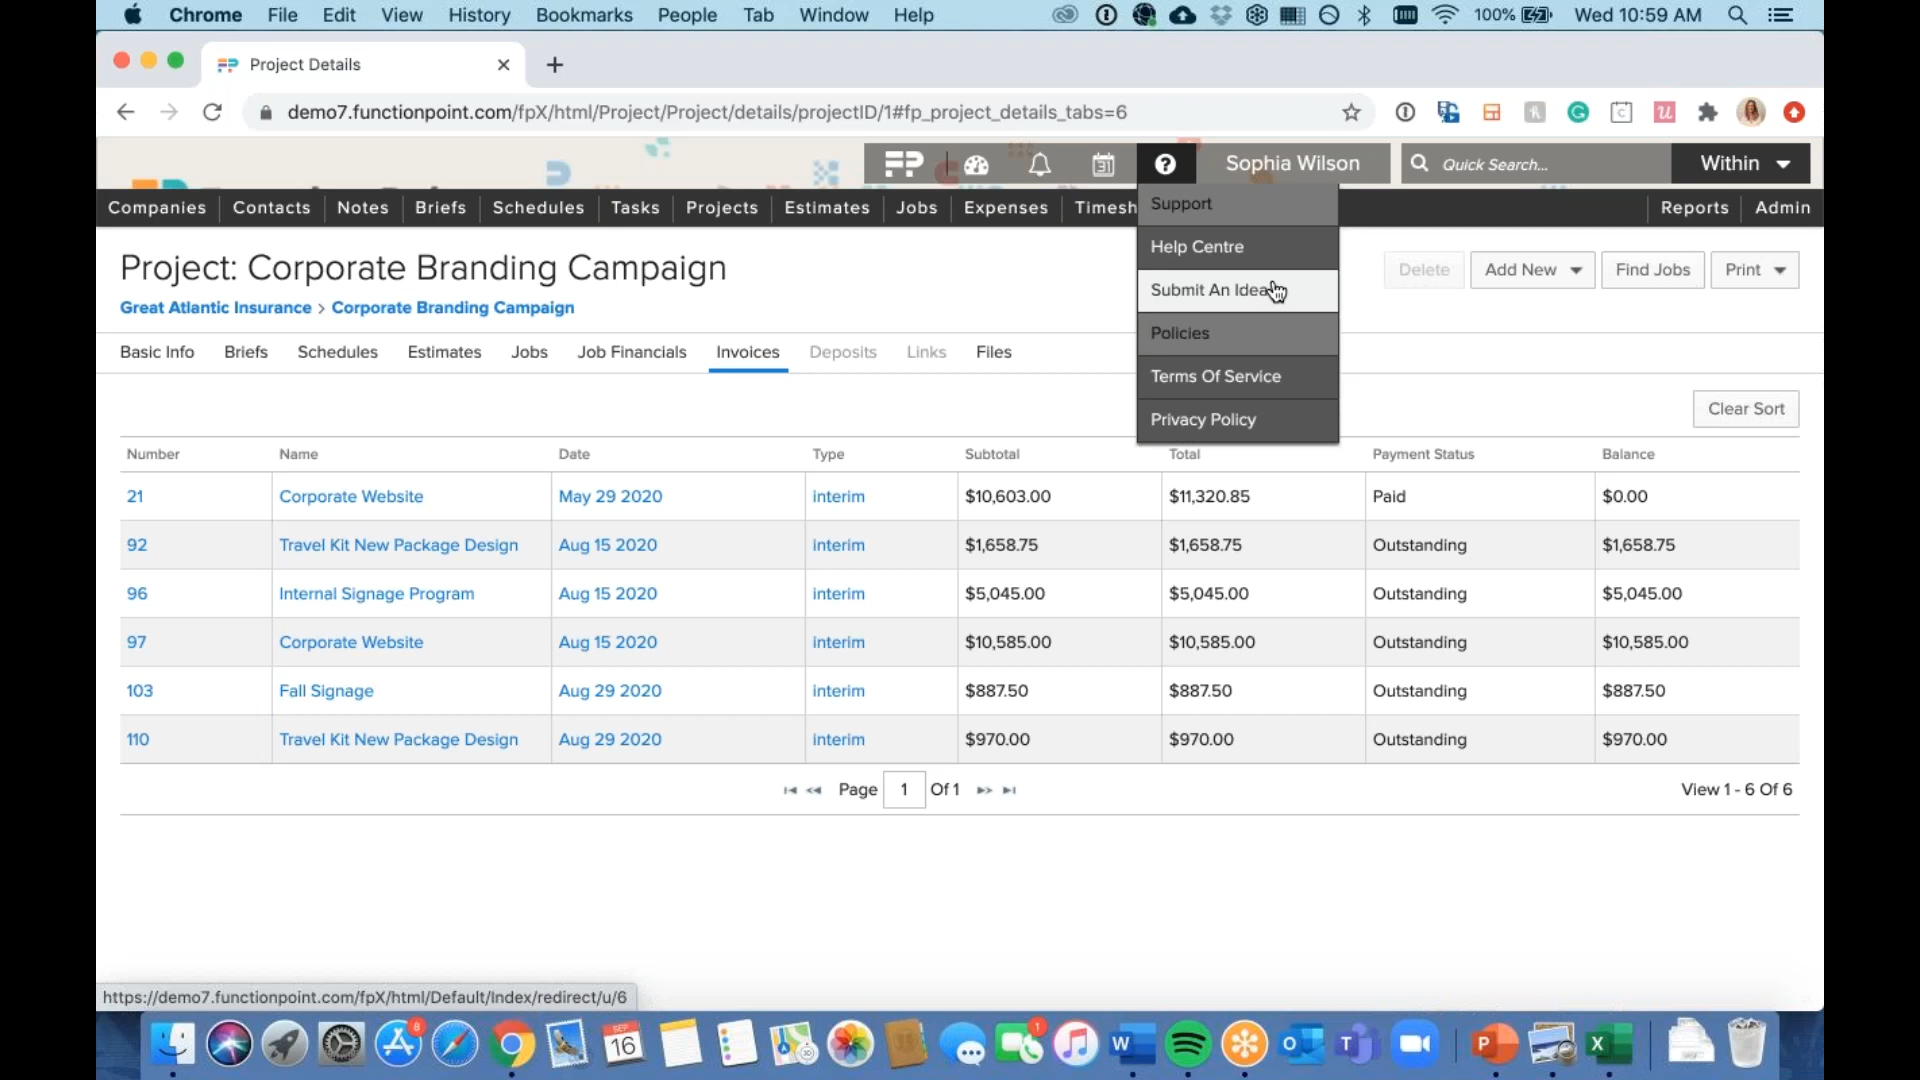 Chrome File Edit View History Bookmarks People Tab Window Help 100% Wed 10:59 AM
Project Details
demo7.functionpoint.com/fpX/html/Project/Project/details/projectID/1#fp_project_details_tabs=6
31 Sophia Wilson Quick Search... Within
Companies Contacts Notes Briefs Schedules Tasks Projects Estimates Jobs Expenses Timesh Reports Admin
Support
Help Centre
Submit An Idea
Policies
Terms Of Service
Privacy Policy
Project: Corporate Branding Campaign
Delete Add New Find Jobs Print
Great Atlantic Insurance > Corporate Branding Campaign
Basic Info Briefs Schedules Estimates Jobs Job Financials Invoices Deposits Links Files
Clear Sort
Number Name Date Type Subtotal Total Payment Status Balance
21 Corporate Website May 29 2020 interim $10,603.00 $11,320.85 Paid $0.00
92 Travel Kit New Package Design Aug 15 2020 interim $1,658.75 $1,658.75 Outstanding $1,658.75
96 Internal Signage Program Aug 15 2020 interim $5,045.00 $5,045.00 Outstanding $5,045.00
97 Corporate Website Aug 15 2020 interim $10,585.00 $10,585.00 Outstanding $10,585.00
103 Fall Signage Aug 29 2020 interim $887.50 $887.50 Outstanding $887.50
110 Travel Kit New Package Design Aug 29 2020 interim $970.00 $970.00 Outstanding $970.00
Page 1 Of 1 View 1 - 6 Of 6
https://demo7.functionpoint.com/fpX/html/Default/Index/redirect/u/6
8 SEP 16 1 W O T P X